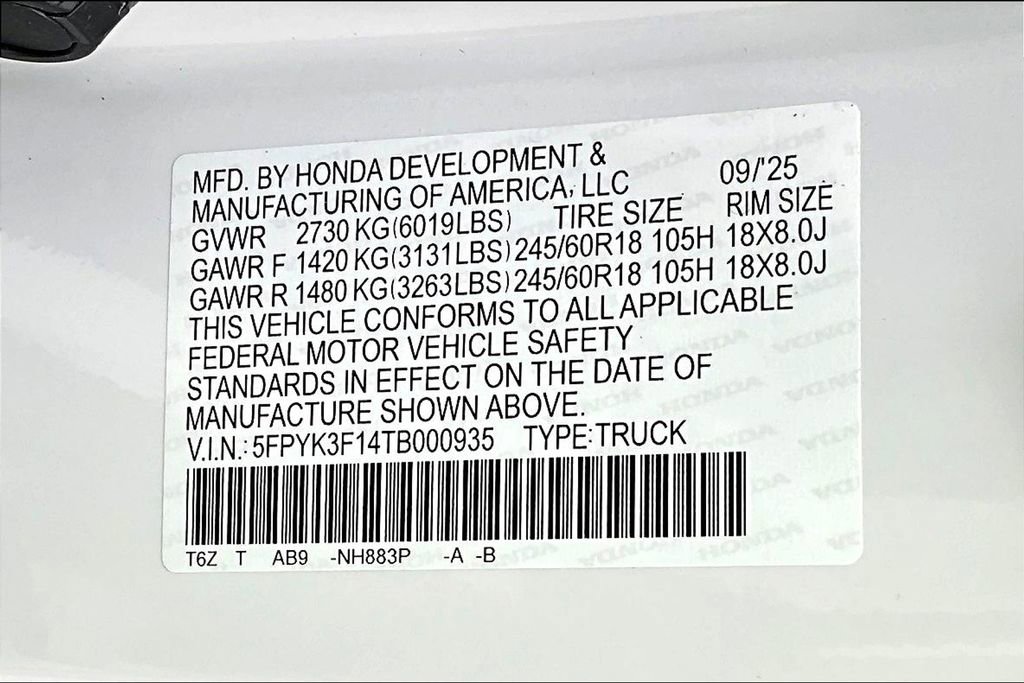 MFD. BY HONDA DEVELOPMENT &
MANUFACTURING OF AMERICA, LLC 09/'25
GVWR 2730 KG(6019LBS) TIRE SIZE RIM SIZE
GAWR F 1420 KG(3131LBS) 245/60R18 105H 18X8.0J
GAWR R 1480 KG(3263LBS) 245/60R18 105H 18X8.0J
THIS VEHICLE CONFORMS TO ALL APPLICABLE
FEDERAL MOTOR VEHICLE SAFETY
STANDARDS IN EFFECT ON THE DATE OF
MANUFACTURE SHOWN ABOVE.
V.I.N.: 5FPYK3F14TB000935 TYPE: TRUCK
T6Z T AB9 -NH883P -A -B